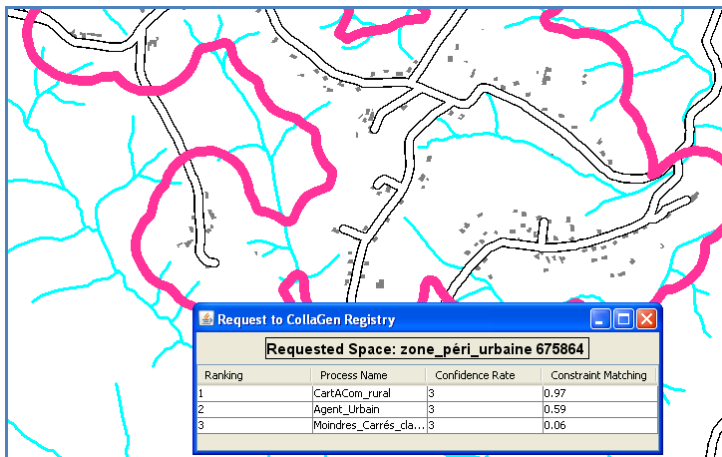 Request to CollaGen Registry
Requested Space: zone_péri_urbaine 675864
Ranking Process Name Confidence Rate Constraint Matching
1 CartACom_rural 3 0.97
2 Agent_Urbain 3 0.59
3 Moindres_Carrés_cla... 3 0.06